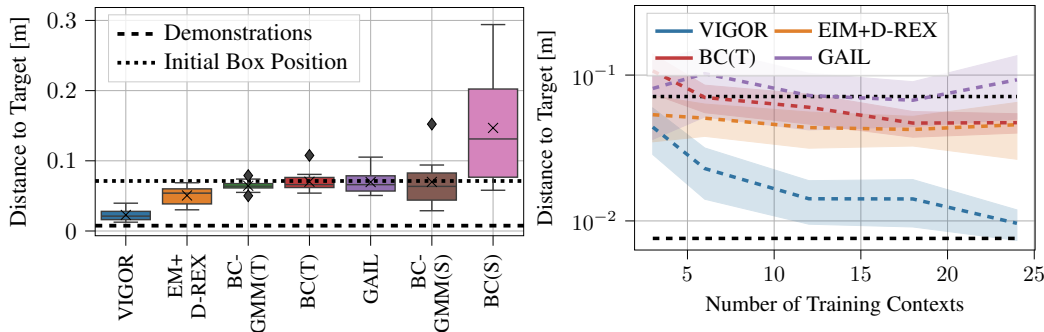 Distance to Target [m]
0.3
0.2
0.1
0
Demonstrations
Initial Box Position
VIGOR
EM+
D-REX
BC-
GMM(T)
BC(T)
GAIL
BC-
GMM(S)
BC(S)
Distance to Target [m]
10⁻¹
10⁻²
VIGOR
EIM+D-REX
BC(T)
GAIL
5
10
15
20
25
Number of Training Contexts